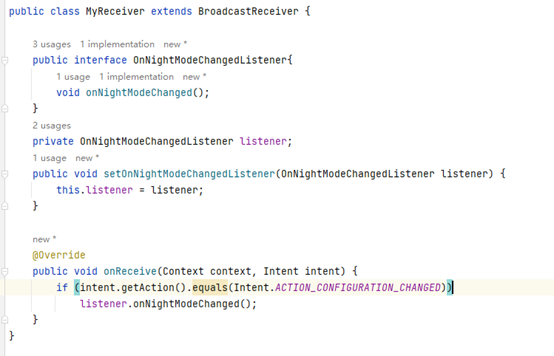 public class MyReceiver extends BroadcastReceiver {
3 usages 1 implementation new *
public interface OnNightModeChangedListener{
1 usage 1 implementation new *
void onNightModeChanged();
}
2 usages
private OnNightModeChangedListener listener;
1 usage new *
public void setOnNightModeChangedListener(OnNightModeChangedListener listener) {
this.listener = listener;
}
new *
@Override
public void onReceive(Context context, Intent intent) {
if (intent.getAction().equals(Intent.ACTION_CONFIGURATION_CHANGED))
listener.onNightModeChanged();
}
}